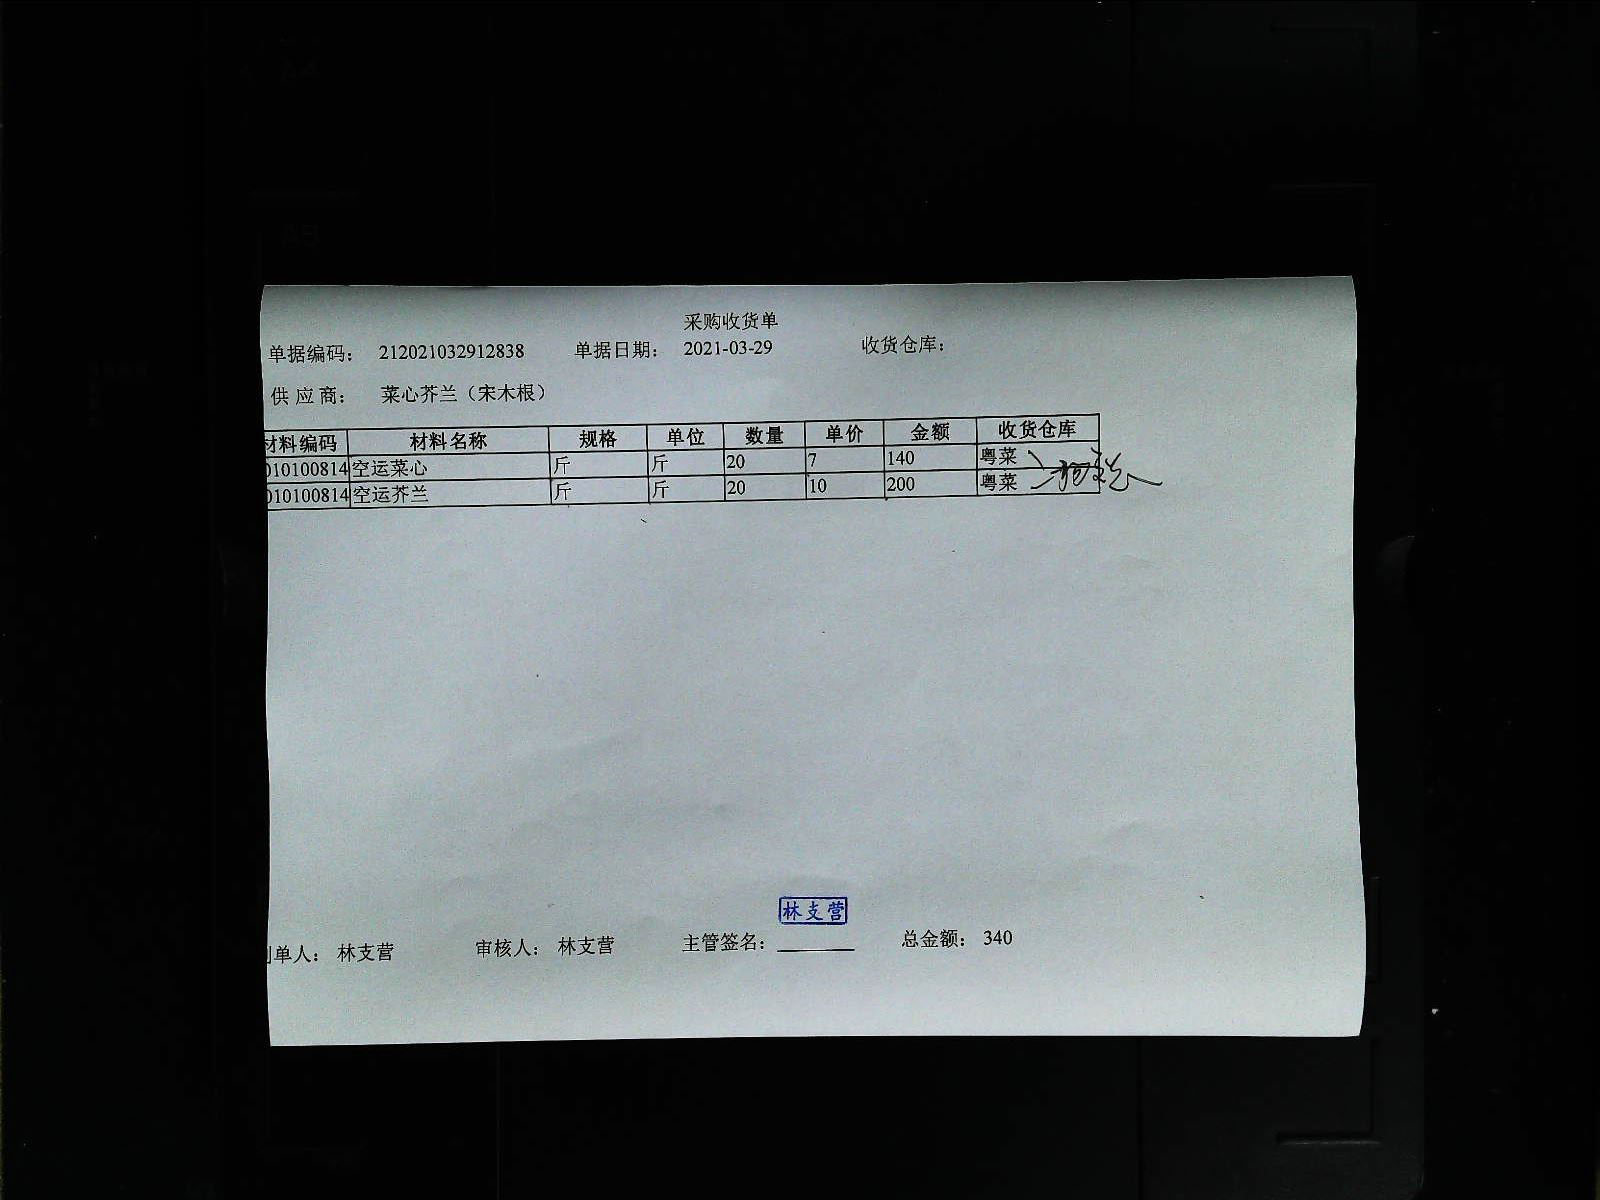 采购收货单
单据编码： 212021032912838 单据日期： 2021-03-29 收货仓库：
供应商： 菜心芥兰（宋木根）
材料编码 材料名称 规格 单位 数量 单价 金额 收货仓库
010100814 空运菜心 斤 斤 20 7 140 粤菜
010100814 空运芥兰 斤 斤 20 10 200 粤菜
林支营
制单人： 林支营 审核人： 林支营 主管签名： 总金额： 340